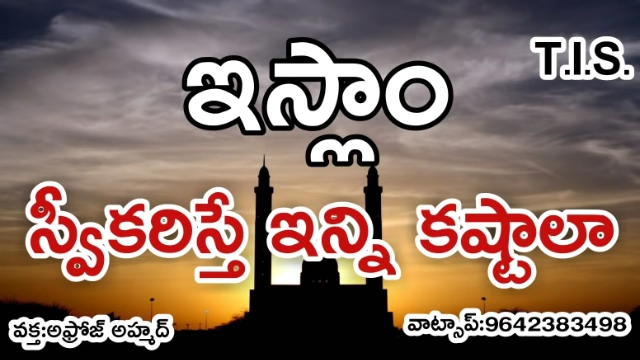 T.I.S.
ఇస్లాం
స్వీకరిస్తే ఇన్ని కష్టాలా
వక్త:అఫ్రోజ్ అహ్మద్
వాట్సాప్:9642383498